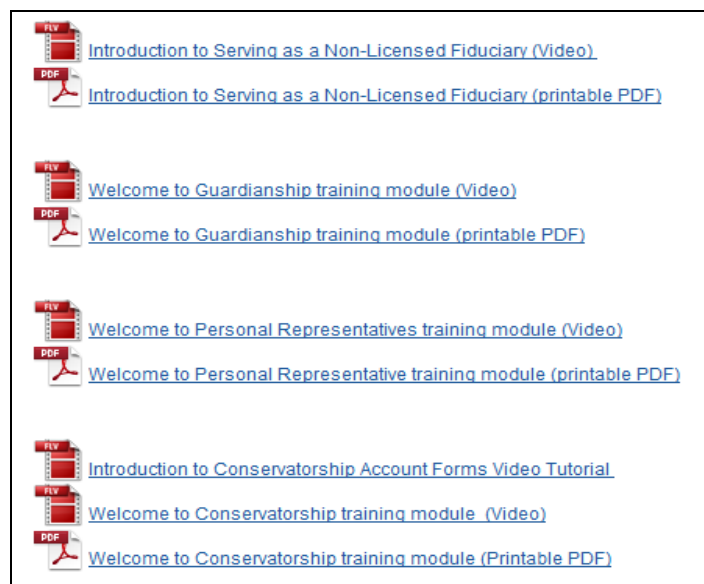 FLV
Introduction to Serving as a Non-Licensed Fiduciary (Video)
PDF
Introduction to Serving as a Non-Licensed Fiduciary (printable PDF)
FLV
Welcome to Guardianship training module (Video)
PDF
Welcome to Guardianship training module (printable PDF)
FLV
Welcome to Personal Representatives training module (Video)
PDF
Welcome to Personal Representative training module (printable PDF)
FLV
Introduction to Conservatorship Account Forms Video Tutorial
FLV
Welcome to Conservatorship training module (Video)
PDF
Welcome to Conservatorship training module (Printable PDF)